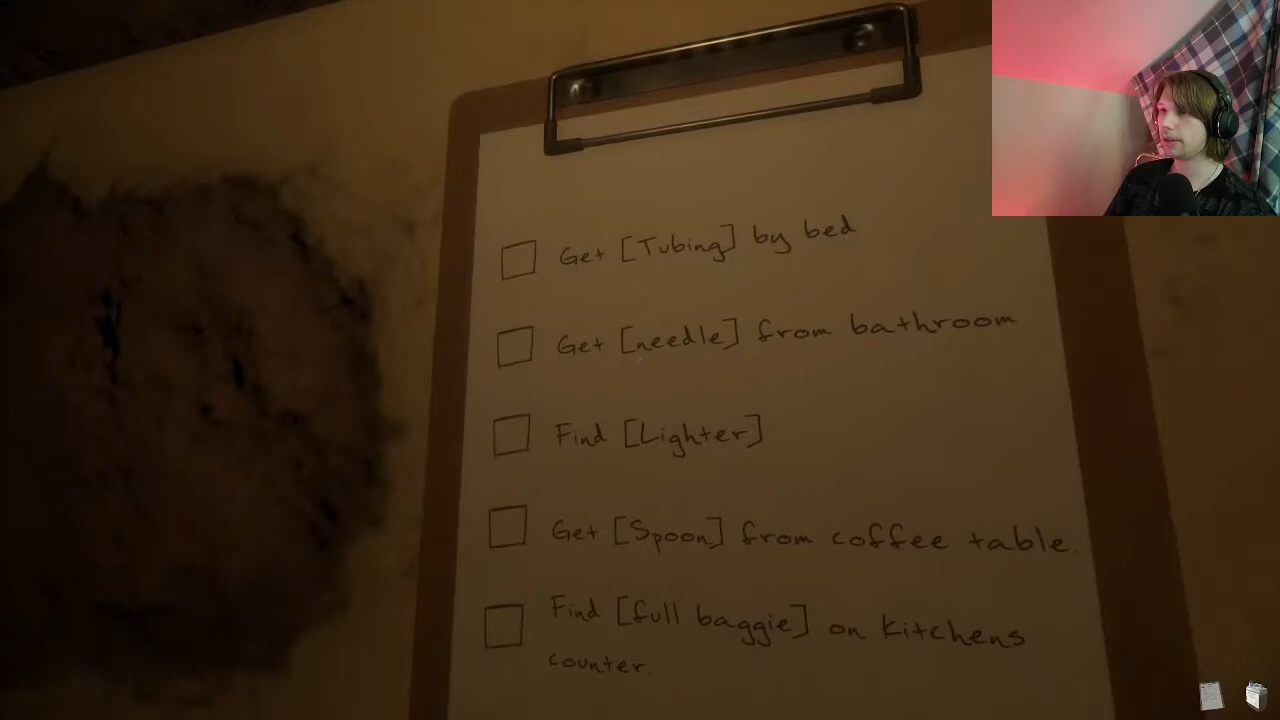 Get [Tubing] by bed
Get [needle] from bathroom
Find [Lighter]
Get [Spoon] from coffee table.
Find [full baggie] on kitchens
counter.